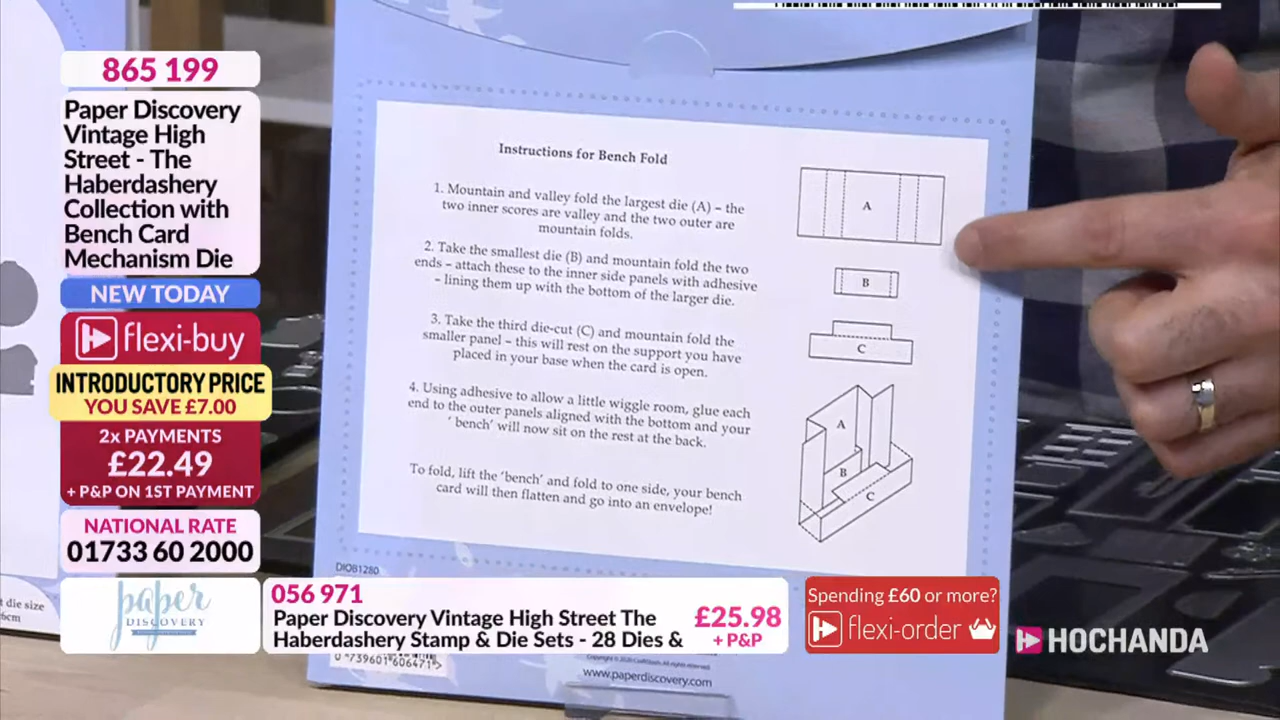 865 199
Paper Discovery
Vintage High
Street - The
Haberdashery
Collection with
Bench Card
Mechanism Die
NEW TODAY
flexi-buy
INTRODUCTORY PRICE
YOU SAVE £7.00
2x PAYMENTS
£22.49
+ P&P ON 1ST PAYMENT
NATIONAL RATE
01733 60 2000
paper
DISCOVERY
056 971
Paper Discovery Vintage High Street The
Haberdashery Stamp & Die Sets - 28 Dies &
£25.98
+ P&P
Spending £60 or more?
flexi-order
HOCHANDA
Instructions for Bench Fold
1. Mountain and valley fold the largest die (A) – the
two inner scores are valley and the two outer are
mountain folds.
2. Take the smallest die (B) and mountain fold the two
ends – attach these to the inner side panels with adhesive
– lining them up with the bottom of the larger die.
3. Take the third die-cut (C) and mountain fold the
smaller panel – this will rest on the support you have
placed in your base when the card is open.
4. Using adhesive to allow a little wiggle room, glue each
end to the outer panels aligned with the bottom and your
' bench' will now sit on the rest at the back.
To fold, lift the 'bench' and fold to one side, your bench
card will then flatten and go into an envelope!
A
B
C
A
B
C
DIOB1280
0 739601 606471 >
www.paperdiscovery.com
die size